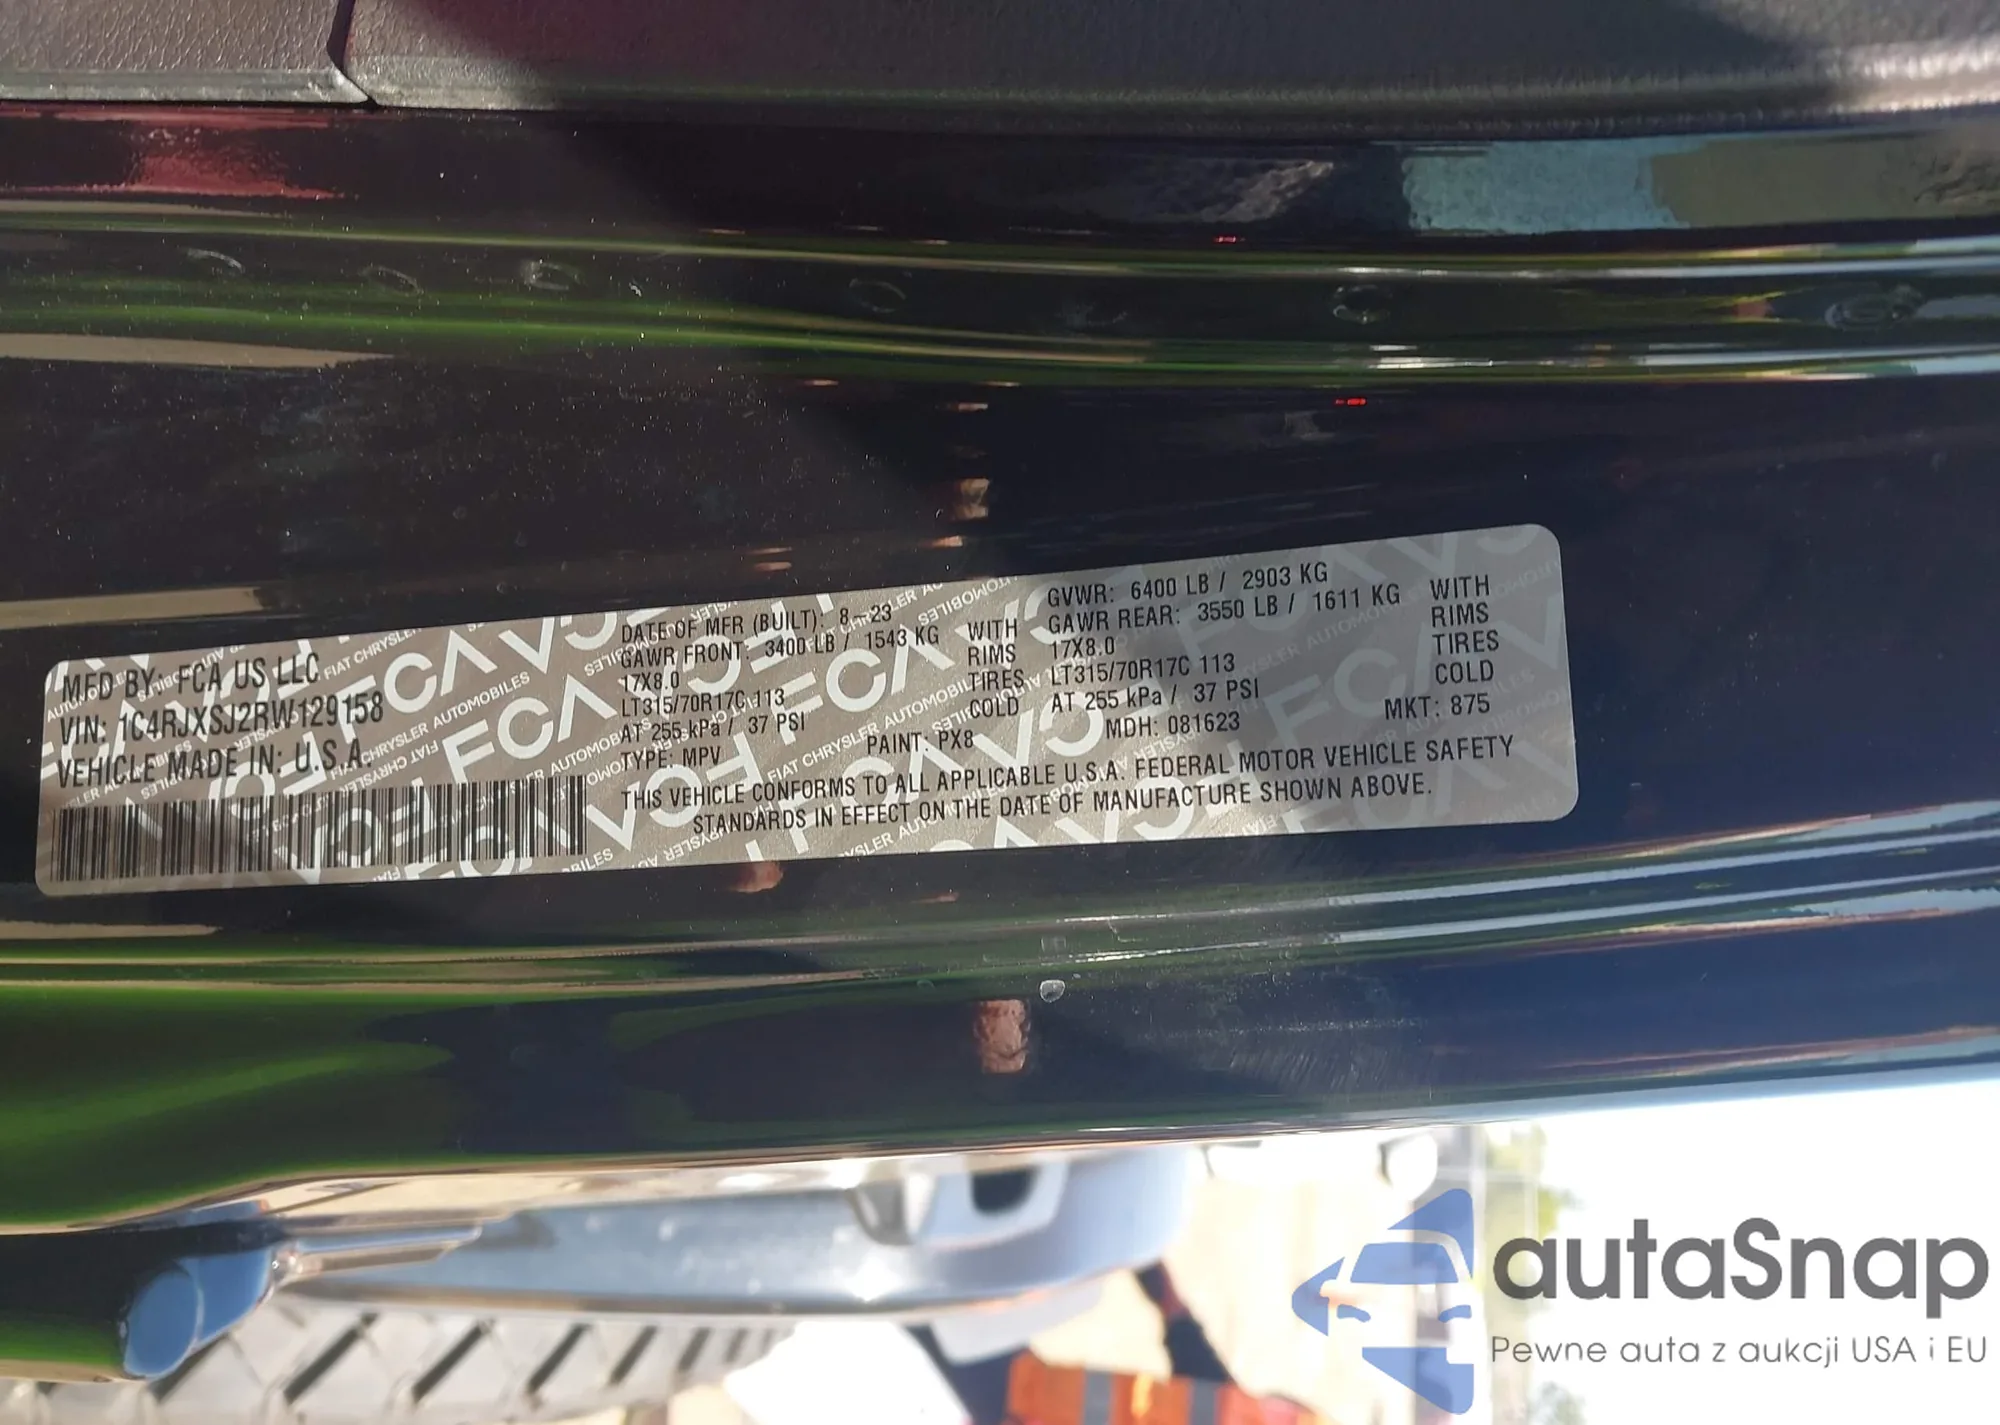 MFD BY: FCA US LLC
VIN: 1C4RJXSJ2RW129158
VEHICLE MADE IN: U.S.A.
DATE OF MFR (BUILT): 8-23
GAWR FRONT: 3400 LB / 1543 KG WITH
17X8.0 RIMS
LT315/70R17C 113 TIRES
AT 255 kPa / 37 PSI COLD
TYPE: MPV PAINT: PX8
GVWR: 6400 LB / 2903 KG
GAWR REAR: 3550 LB / 1611 KG WITH
17X8.0 RIMS
LT315/70R17C 113 TIRES
AT 255 kPa / 37 PSI COLD
MDH: 081623 MKT: 875
THIS VEHICLE CONFORMS TO ALL APPLICABLE U.S.A. FEDERAL MOTOR VEHICLE SAFETY
STANDARDS IN EFFECT ON THE DATE OF MANUFACTURE SHOWN ABOVE.
FCA
FIAT CHRYSLER AUTOMOBILES
autaSnap
Pewne auta z aukcji USA i EU